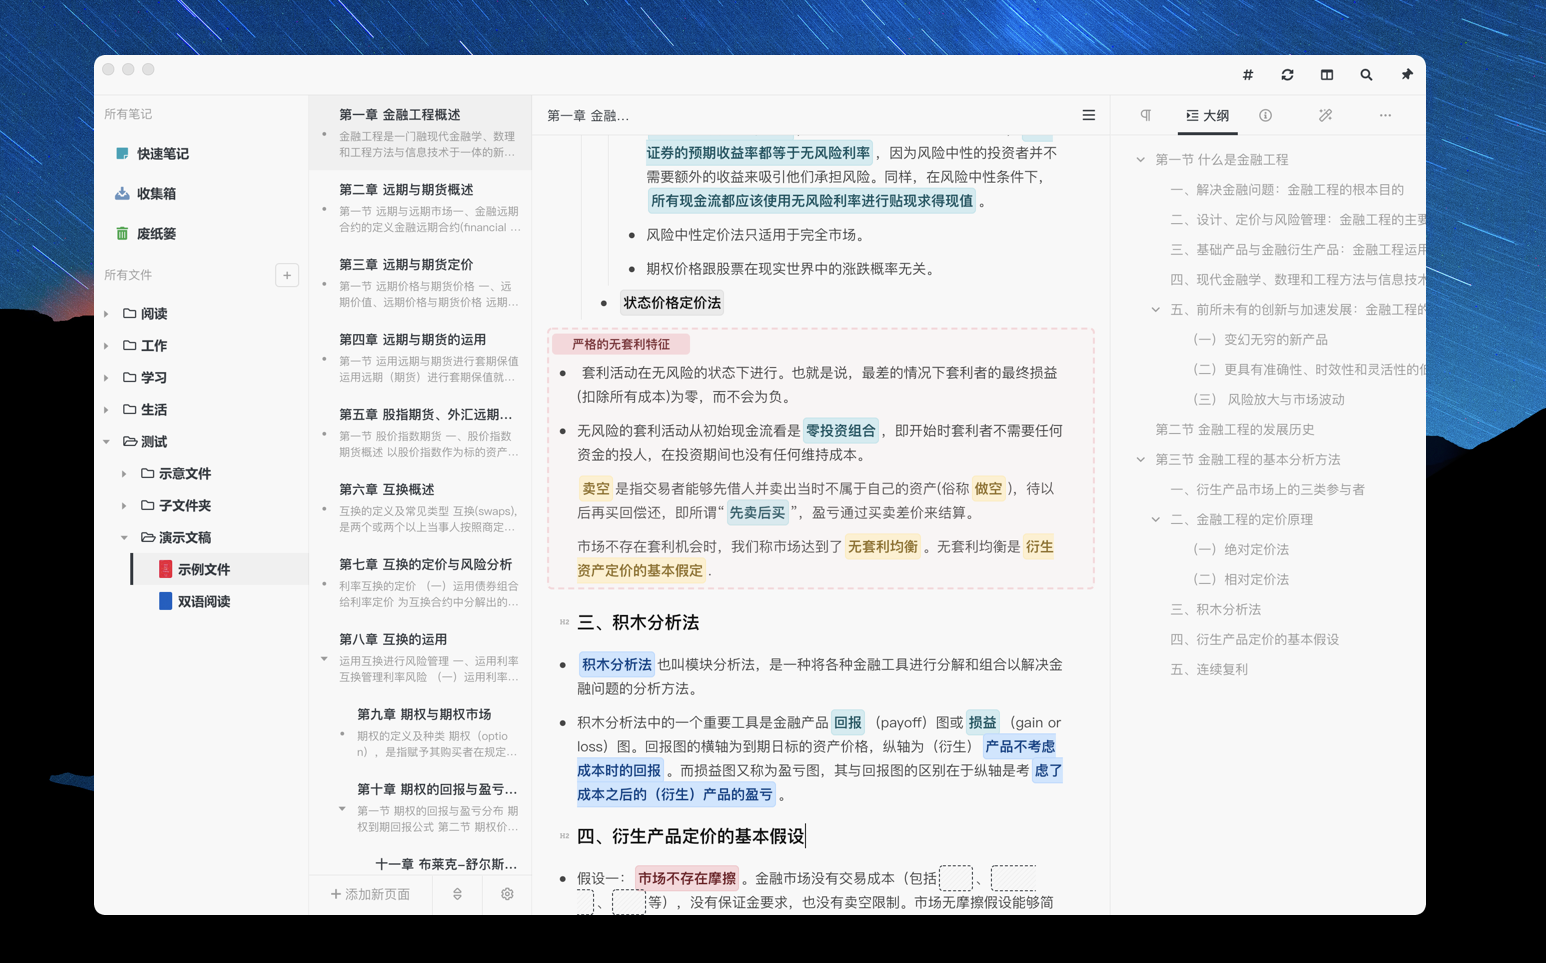 所有笔记
快速笔记
收集箱
废纸篓
所有文件
阅读
工作
学习
生活
测试
示意文件
子文件夹
演示文稿
示例文件
双语阅读
第一章 金融工程概述
金融工程是一门融现代金融学、数理
和工程方法与信息技术于一体的新...
第二章 远期与期货概述
第一节 远期与远期市场一、金融远期
合约的定义金融远期合约(financial ...
第三章 远期与期货定价
第一节 远期价格与期货价格 一、远
期价值、远期价格与期货价格 远期...
第四章 远期与期货的运用
第一节 运用远期与期货进行套期保值
运用远期（期货）进行套期保值就...
第五章 股指期货、外汇远期...
第一节 股价指数期货 一、股价指数
期货概述 以股价指数作为标的资产...
第六章 互换概述
互换的定义及常见类型 互换(swaps),
是两个或两个以上当事人按照商定...
第七章 互换的定价与风险分析
利率互换的定价 （一）运用债券组合
给利率定价 为互换合约中分解出的...
第八章 互换的运用
运用互换进行风险管理 一、运用利率
互换管理利率风险 （一）运用利率...
第九章 期权与期权市场
期权的定义及种类 期权（optio
n），是指赋予其购买者在规定...
第十章 期权的回报与盈亏...
第一节 期权的回报与盈亏分布 期
权到期回报公式 第二节 期权价...
十一章 布莱克-舒尔斯...
+ 添加新页面
第一章 金融...
证券的预期收益率都等于无风险利率 ，因为风险中性的投资者并不
需要额外的收益来吸引他们承担风险。同样，在风险中性条件下，
所有现金流都应该使用无风险利率进行贴现求得现值 。
风险中性定价法只适用于完全市场。
期权价格跟股票在现实世界中的涨跌概率无关。
状态价格定价法
严格的无套利特征
套利活动在无风险的状态下进行。也就是说，最差的情况下套利者的最终损益
(扣除所有成本)为零，而不会为负。
无风险的套利活动从初始现金流看是 零投资组合 ，即开始时套利者不需要任何
资金的投人，在投资期间也没有任何维持成本。
卖空 是指交易者能够先借人并卖出当时不属于自己的资产(俗称 做空 )，待以
后再买回偿还，即所谓“ 先卖后买 ”，盈亏通过买卖差价来结算。
市场不存在套利机会时，我们称市场达到了 无套利均衡 。无套利均衡是 衍生
资产定价的基本假定 .
H2 三、积木分析法
积木分析法 也叫模块分析法，是一种将各种金融工具进行分解和组合以解决金
融问题的分析方法。
积木分析法中的一个重要工具是金融产品 回报 （payoff）图或 损益 （gain or
loss）图。回报图的横轴为到期日标的资产价格，纵轴为（衍生） 产品不考虑
成本时的回报 。而损益图又称为盈亏图，其与回报图的区别在于纵轴是考 虑了
成本之后的（衍生）产品的盈亏 。
H2 四、衍生产品定价的基本假设
假设一： 市场不存在摩擦 。金融市场没有交易成本（包括 、
、 等），没有保证金要求，也没有卖空限制。市场无摩擦假设能够简
大纲
第一节 什么是金融工程
一、解决金融问题：金融工程的根本目的
二、设计、定价与风险管理：金融工程的主要
三、基础产品与金融衍生产品：金融工程运用
四、现代金融学、数理和工程方法与信息技术
五、前所未有的创新与加速发展：金融工程的
（一）变幻无穷的新产品
（二）更具有准确性、时效性和灵活性的低
（三） 风险放大与市场波动
第二节 金融工程的发展历史
第三节 金融工程的基本分析方法
一、衍生产品市场上的三类参与者
二、金融工程的定价原理
（一）绝对定价法
（二）相对定价法
三、积木分析法
四、衍生产品定价的基本假设
五、连续复利